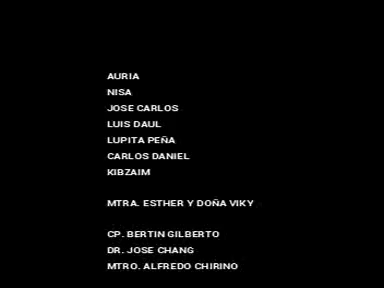 AURIA
NISA
JOSE CARLOS
LUIS DAUL
LUPITA PEÑA
CARLOS DANIEL
KIBZAIM
MTRA. ESTHER Y DOÑA VIKY
CP. BERTIN GILBERTO
DR. JOSE CHANG
MTRO. ALFREDO CHIRINO